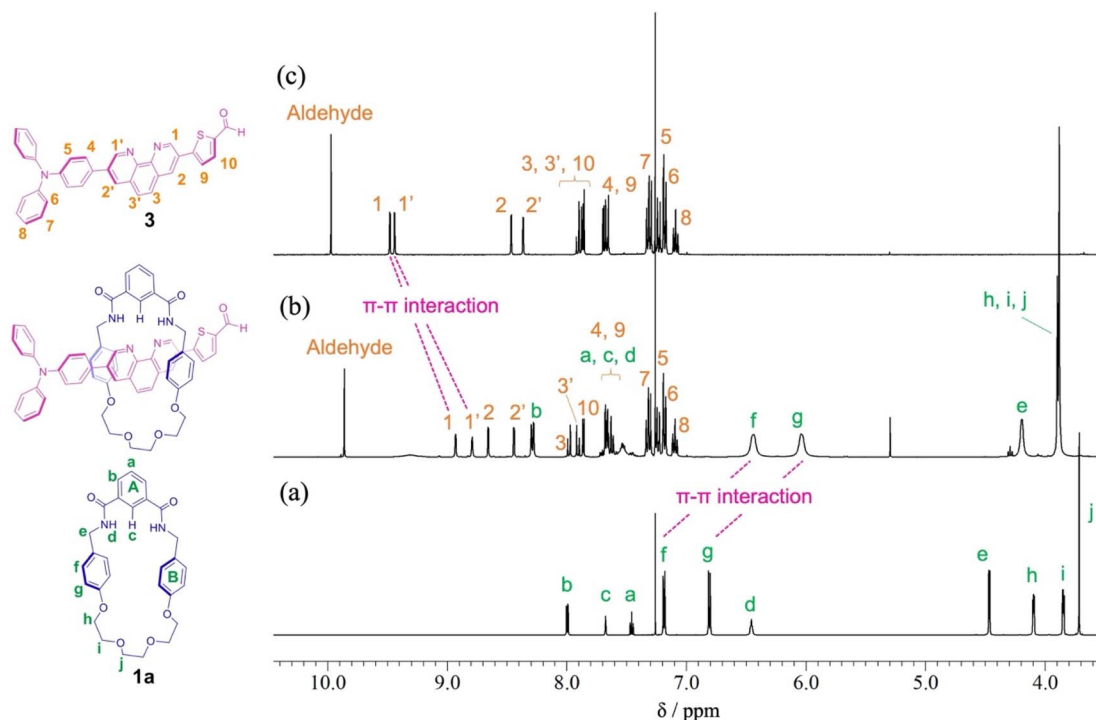 (c)
Aldehyde
1
1'
2
2'
3, 3', 10
4, 9
7
5
6
8
π-π interaction
(b)
Aldehyde
1
1'
2
2'
b
3
3'
10
4, 9
a, c, d
7
5
6
8
f
g
e
h, i, j
π-π interaction
(a)
b
c
a
f
g
d
e
h
i
j
10.0
9.0
8.0
7.0
6.0
5.0
4.0
δ / ppm
O
H
S
N
N
N
1'
1
5
4
10
2'
2
9
3'
3
6
7
8
3
O
O
NH
H
HN
N
N
N
S
O
H
O
O
O
O
a
b
A
O
O
NH
H
HN
e
d
c
f
B
g
O
O
h
O
O
i
j
1a